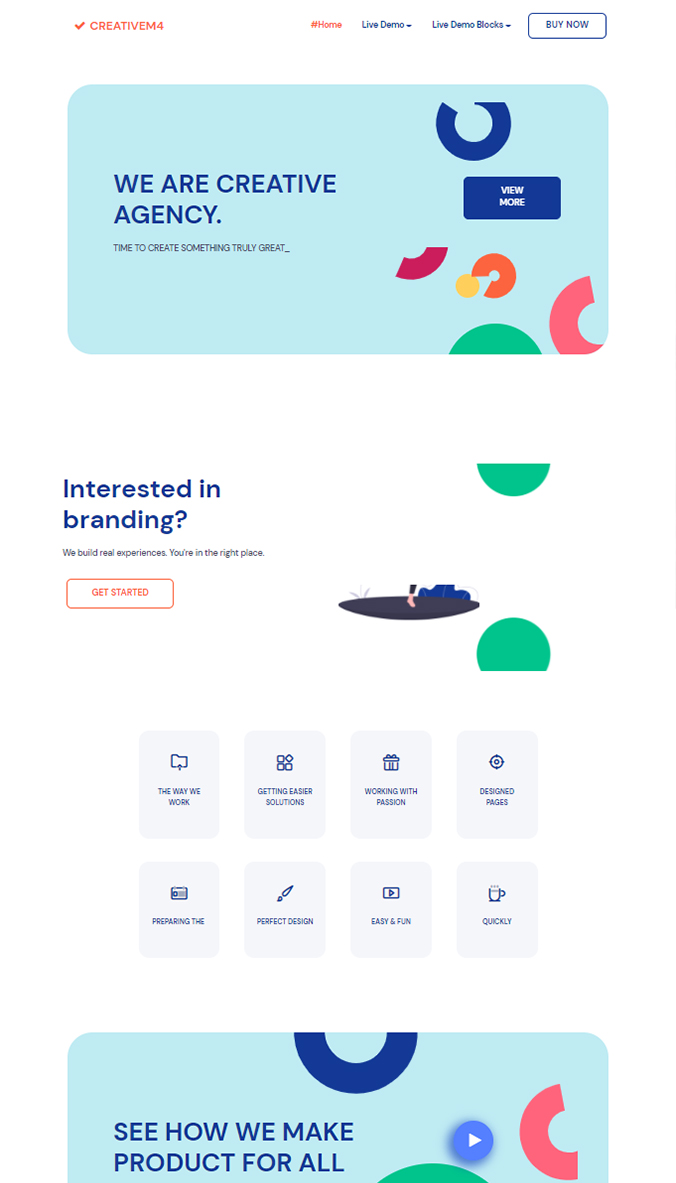 CREATIVEM4
#Home
Live Demo
Live Demo Blocks
BUY NOW
WE ARE CREATIVE
AGENCY.
TIME TO CREATE SOMETHING TRULY GREAT_
VIEW
MORE
Interested in
branding?
We build real experiences. You're in the right place.
GET STARTED
THE WAY WE
WORK
GETTING EASIER
SOLUTIONS
WORKING WITH
PASSION
DESIGNED
PAGES
PREPARING THE
PERFECT DESIGN
EASY & FUN
QUICKLY
SEE HOW WE MAKE
PRODUCT FOR ALL